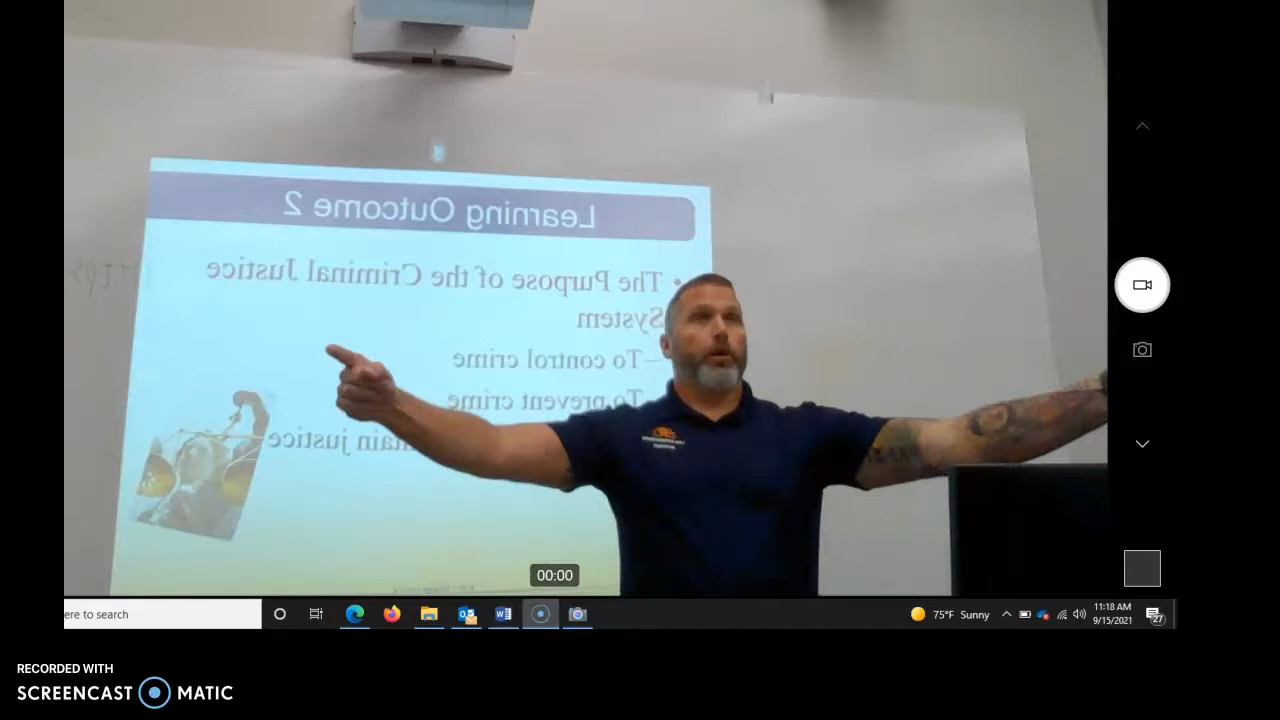 Learning Outcome 2
• The Purpose of the Criminal Justice
System
–To control crime
To prevent crime
justice
00:00
ere to search
75°F Sunny
11:18 AM
9/15/2021
27
RECORDED WITH
SCREENCAST MATIC